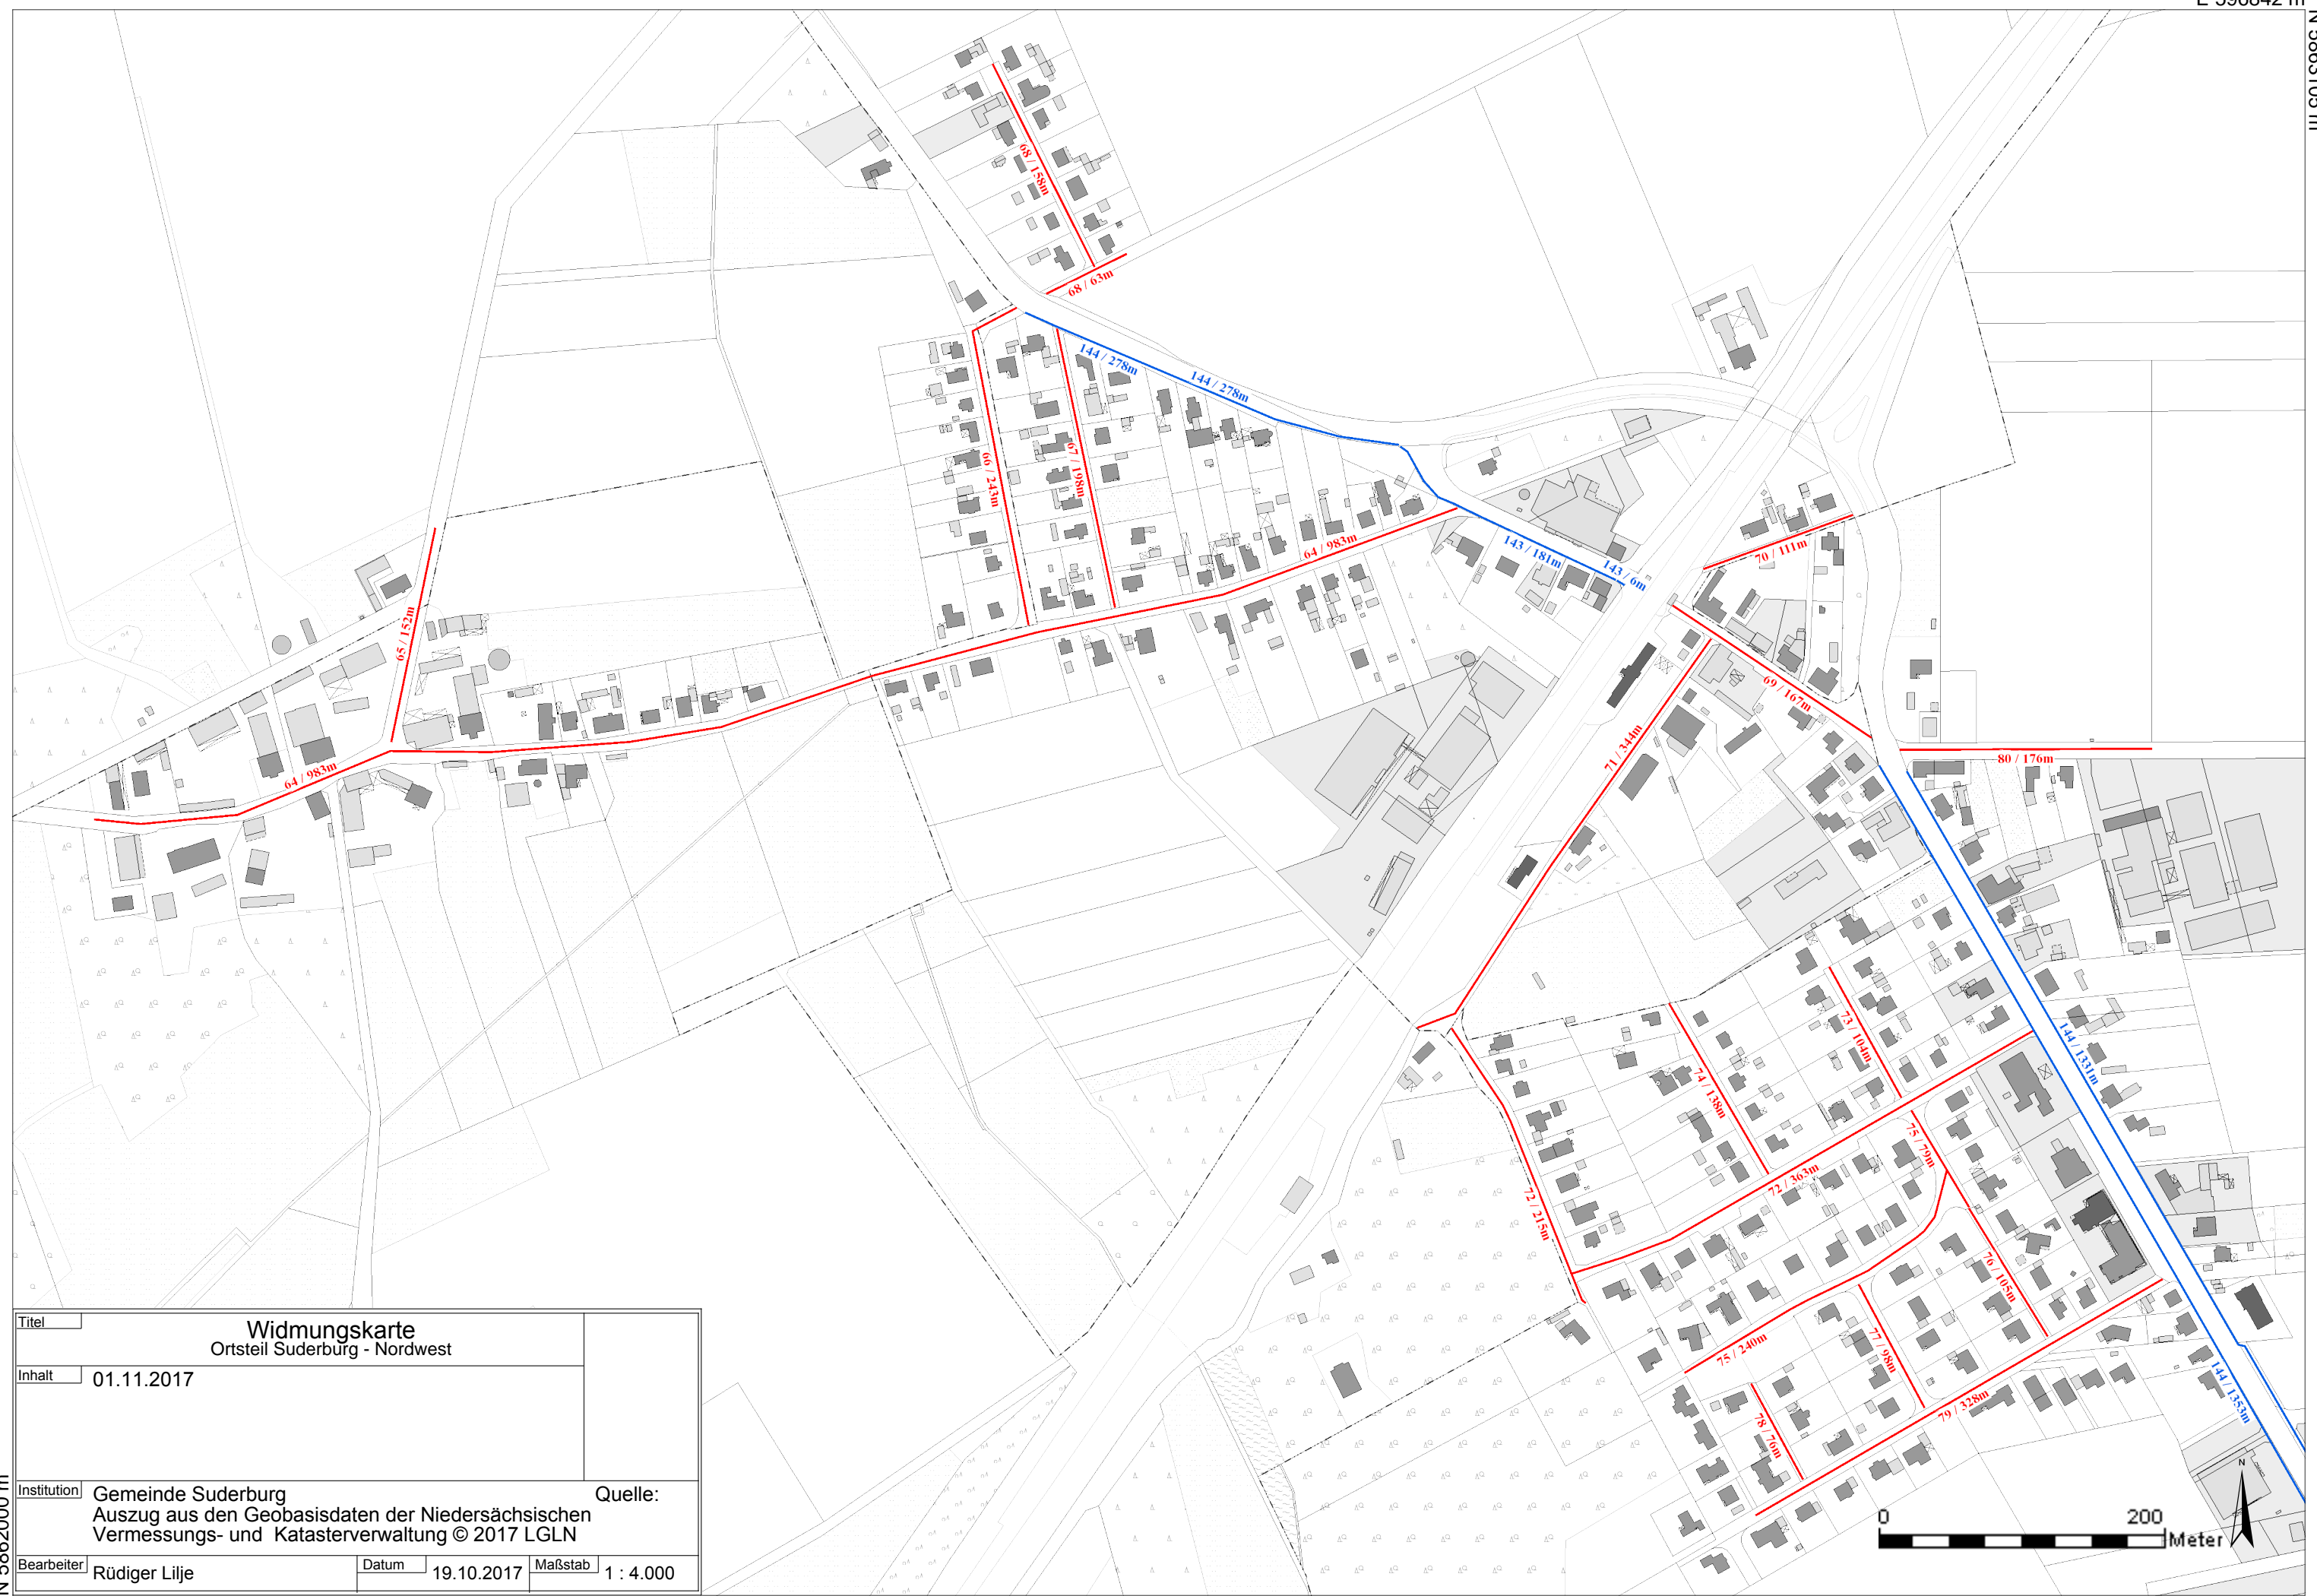 E 596842 m
N 5863105 m
68 / 158m
68 / 63m
144 / 278m
144 / 278m
66 / 243m
67 / 198m
64 / 983m
143 / 181m
143 / 6m
70 / 111m
65 / 152m
69 / 167m
71 / 344m
80 / 176m
64 / 983m
73 / 104m
144 / 1331m
74 / 138m
75 / 79m
72 / 363m
72 / 215m
76 / 105m
75 / 240m
77 / 98m
144 / 1353m
79 / 328m
78 / 76m
Titel
Widmungskarte
Ortsteil Suderburg - Nordwest
Inhalt
01.11.2017
Institution
Gemeinde Suderburg Quelle:
Auszug aus den Geobasisdaten der Niedersächsischen
Vermessungs- und Katasterverwaltung © 2017 LGLN
Bearbeiter Rüdiger Lilje Datum 19.10.2017 Maßstab 1 : 4.000
N 5862000 m
N
0 200
Meter